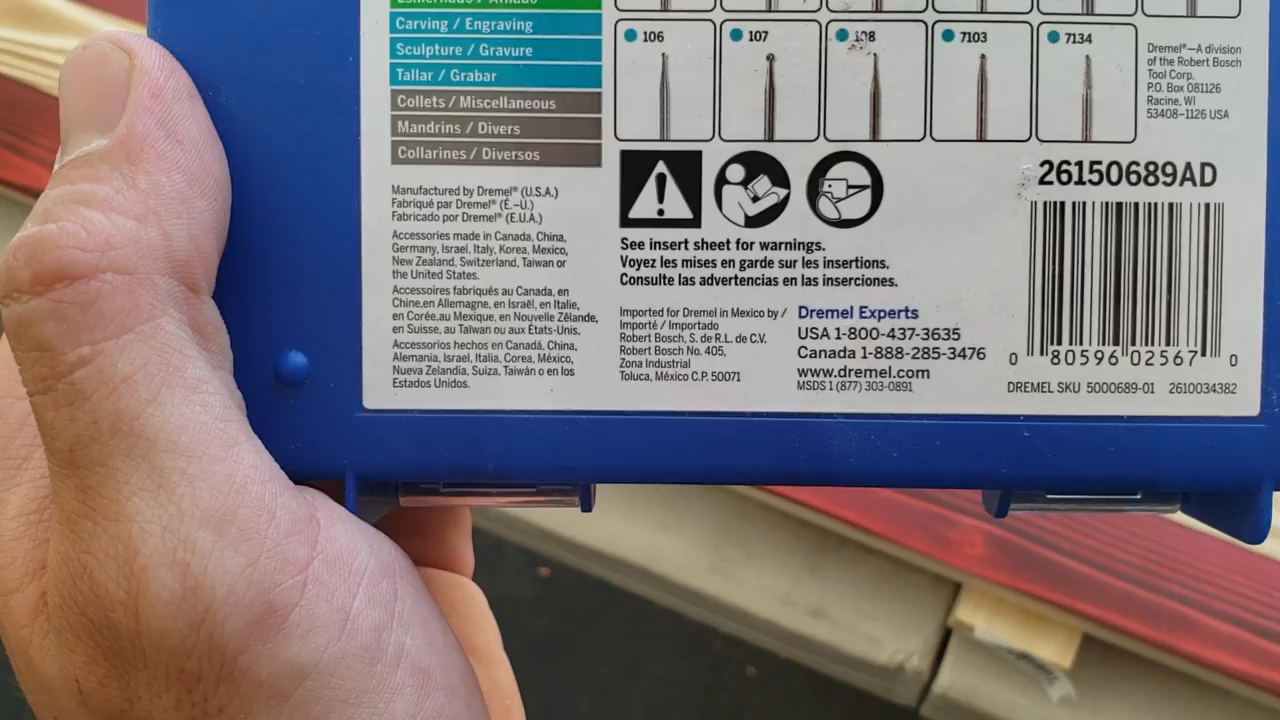 Esmerilado / Afilado
Carving / Engraving
Sculpture / Gravure
Tallar / Grabar
Collets / Miscellaneous
Mandrins / Divers
Collarines / Diversos
106
107
108
7103
7134
Dremel®—A division
of the Robert Bosch
Tool Corp.
P.O. Box 081126
Racine, WI
53408–1126 USA
Manufactured by Dremel® (U.S.A.)
Fabriqué par Dremel® (É.–U.)
Fabricado por Dremel® (E.U.A.)
Accessories made in Canada, China,
Germany, Israel, Italy, Korea, Mexico,
New Zealand, Switzerland, Taiwan or
the United States.
Accessoires fabriqués au Canada, en
Chine,en Allemagne, en Israël, en Italie,
en Corée,au Mexique, en Nouvelle Zélande,
en Suisse, au Taïwan ou aux États-Unis.
Accesorios hechos en Canadá, China,
Alemania, Israel, Italia, Corea, México,
Nueva Zelandia, Suiza, Taiwán o en los
Estados Unidos.
See insert sheet for warnings.
Voyez les mises en garde sur les insertions.
Consulte las advertencias en las inserciones.
Imported for Dremel in Mexico by /
Importé / Importado
Robert Bosch, S. de R.L. de C.V.
Robert Bosch No. 405,
Zona Industrial
Toluca, México C.P. 50071
Dremel Experts
USA 1-800-437-3635
Canada 1-888-285-3476
www.dremel.com
MSDS 1 (877) 303-0891
26150689AD
0 80596 02567 0
DREMEL SKU 5000689-01 2610034382